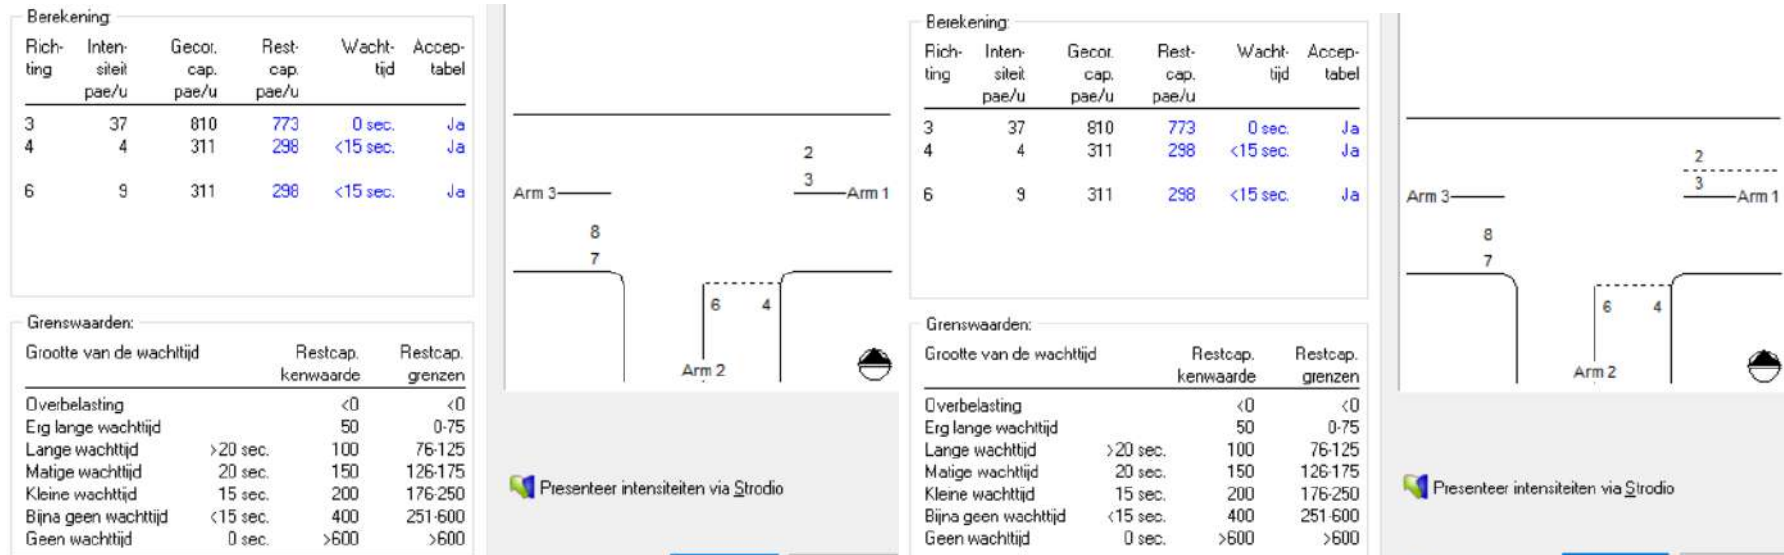 Berekening:
Rich- Inten- Gecor. Rest- Wacht- Accep-
ting siteit cap. cap. tijd tabel
pae/u pae/u pae/u
3 37 810 773 0 sec. Ja
4 4 311 298 <15 sec. Ja
6 9 311 298 <15 sec. Ja
Grenswaarden:
Grootte van de wachttijd Restcap. Restcap.
kenwaarde grenzen
Overbelasting <0 <0
Erg lange wachttijd 50 0-75
Lange wachttijd >20 sec. 100 76-125
Matige wachttijd 20 sec. 150 126-175
Kleine wachttijd 15 sec. 200 176-250
Bijna geen wachttijd <15 sec. 400 251-600
Geen wachttijd 0 sec. >600 >600
2
3
Arm 3 Arm 1
8
7
6 4
Arm 2
Presenteer intensiteiten via Strodio
Berekening:
Rich- Inten- Gecor. Rest- Wacht- Accep-
ting siteit cap. cap. tijd tabel
pae/u pae/u pae/u
3 37 810 773 0 sec. Ja
4 4 311 298 <15 sec. Ja
6 9 311 298 <15 sec. Ja
Grenswaarden:
Grootte van de wachttijd Restcap. Restcap.
kenwaarde grenzen
Overbelasting <0 <0
Erg lange wachttijd 50 0-75
Lange wachttijd >20 sec. 100 76-125
Matige wachttijd 20 sec. 150 126-175
Kleine wachttijd 15 sec. 200 176-250
Bijna geen wachttijd <15 sec. 400 251-600
Geen wachttijd 0 sec. >600 >600
2
3
Arm 3 Arm 1
8
7
6 4
Arm 2
Presenteer intensiteiten via Strodio